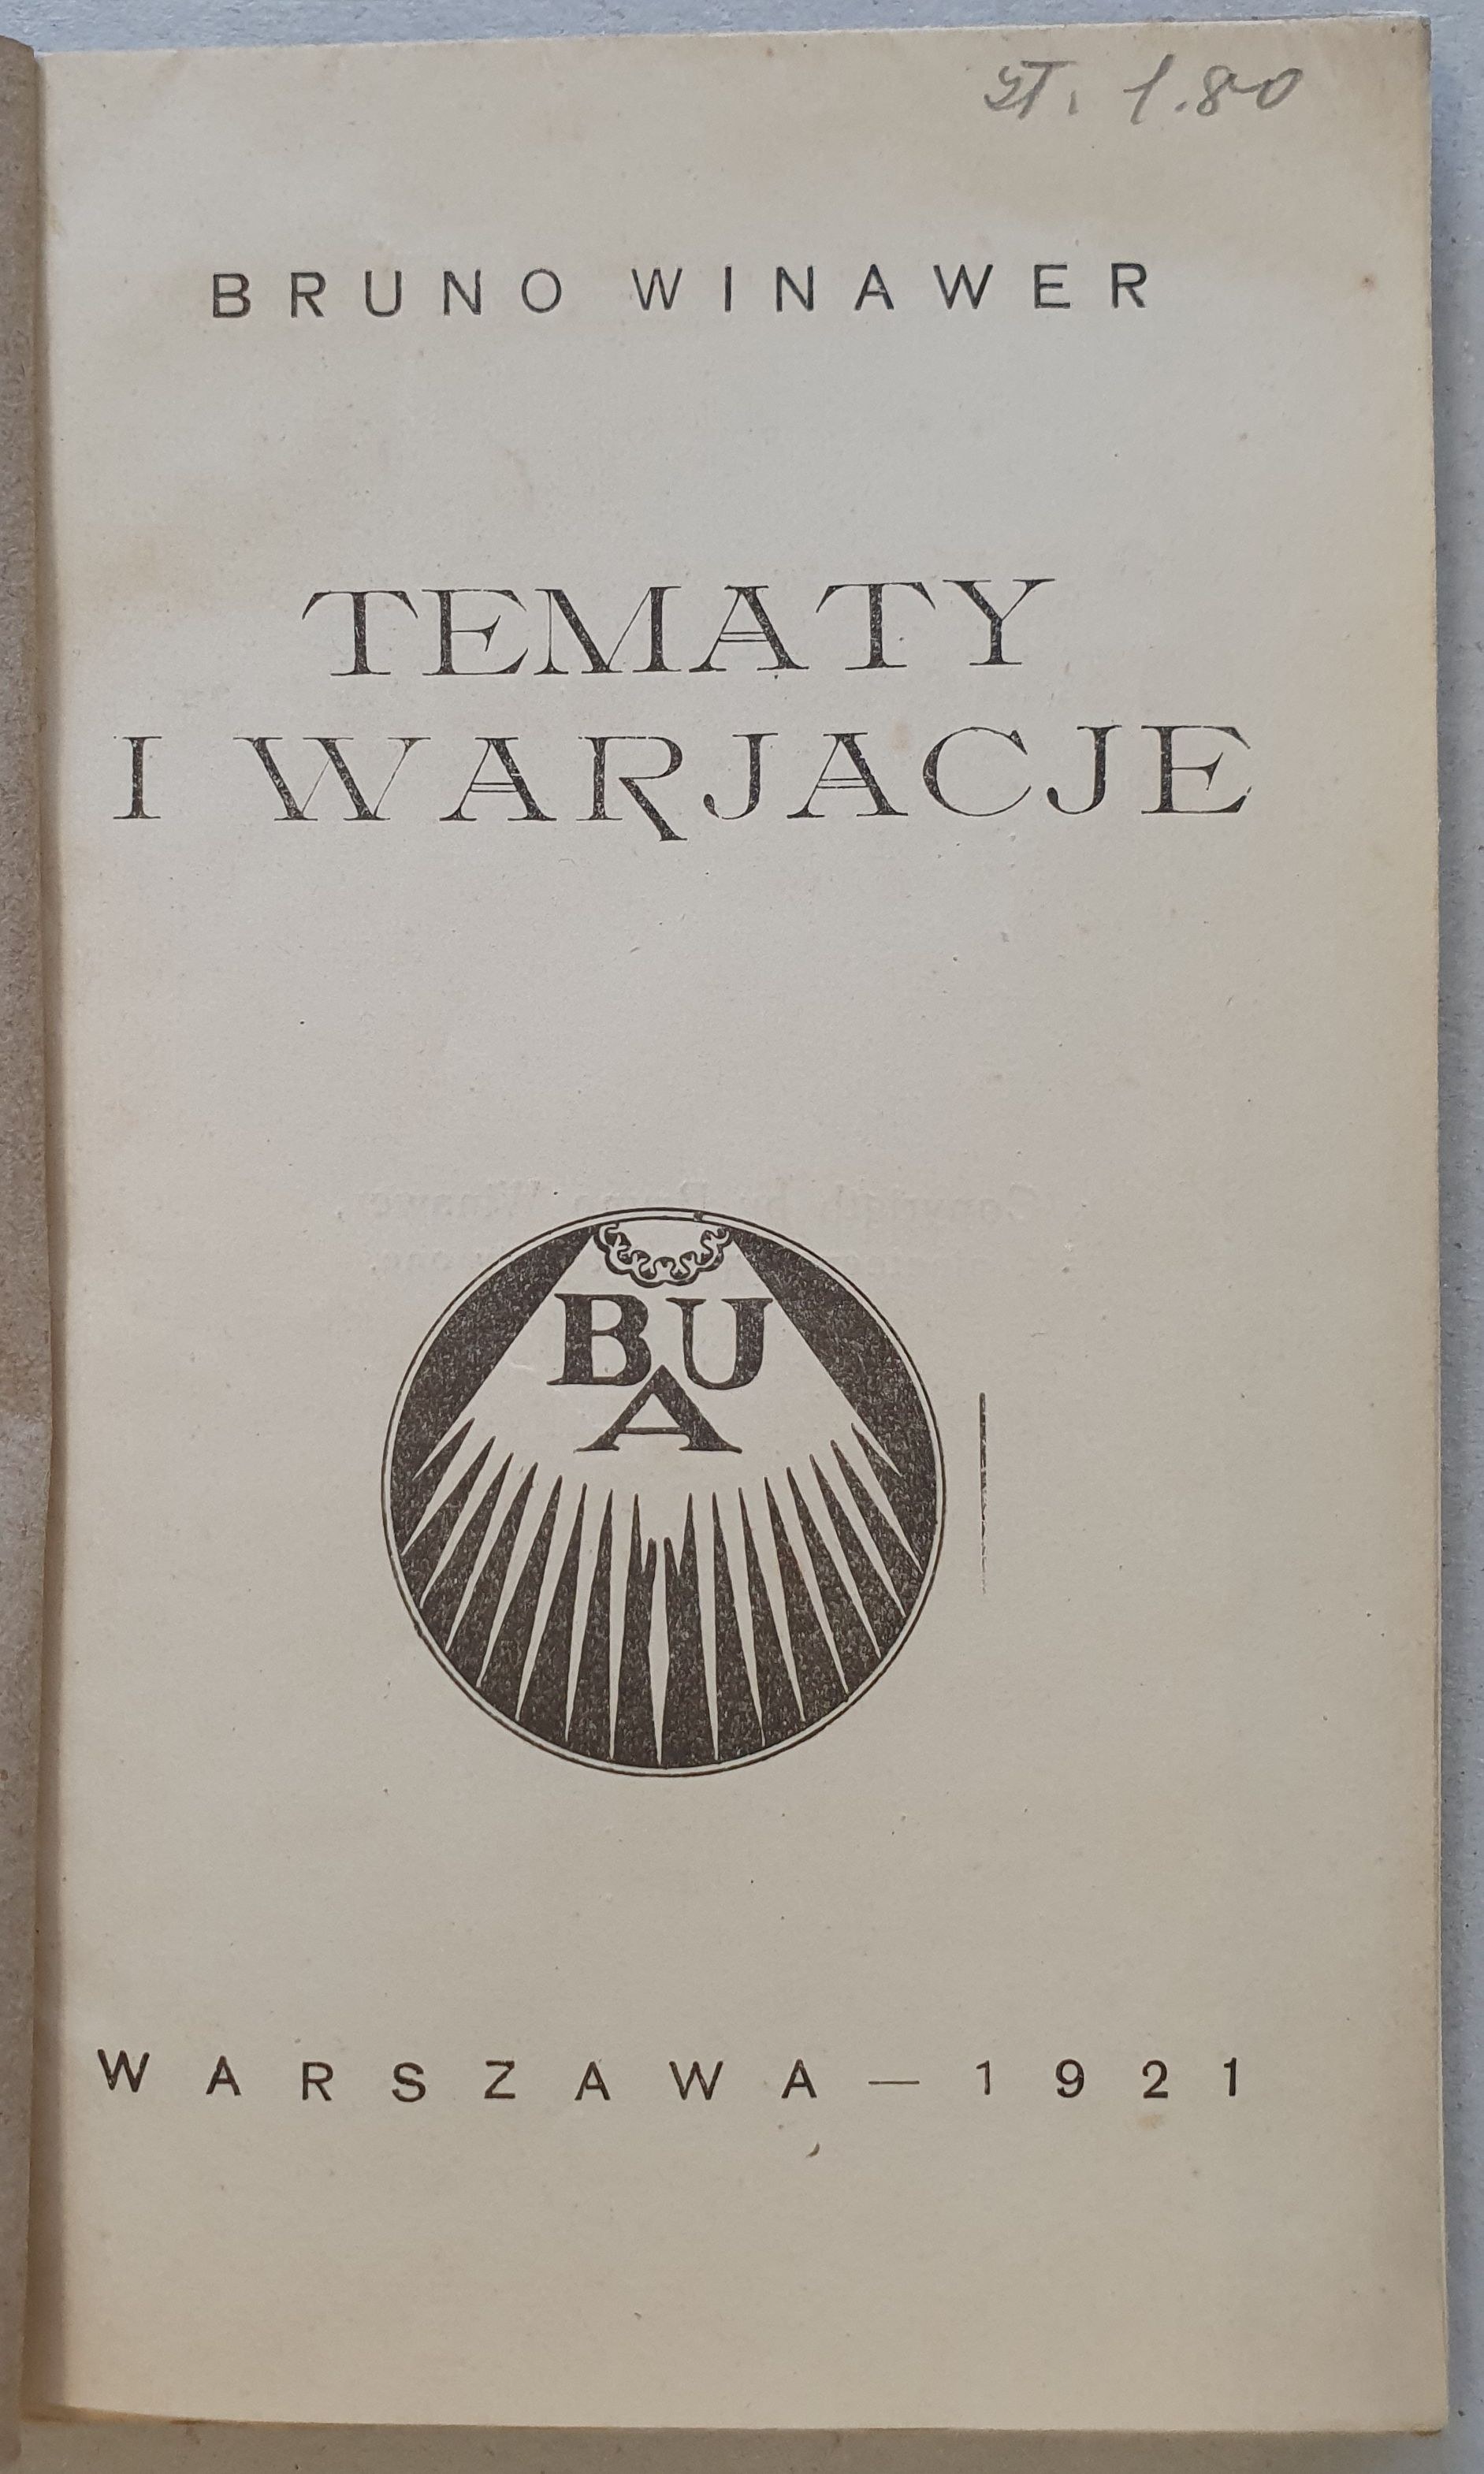 zł. 1.80
BRUNO WINAWER
TEMATY
I WARJACJE
BUA
WARSZAWA — 1921